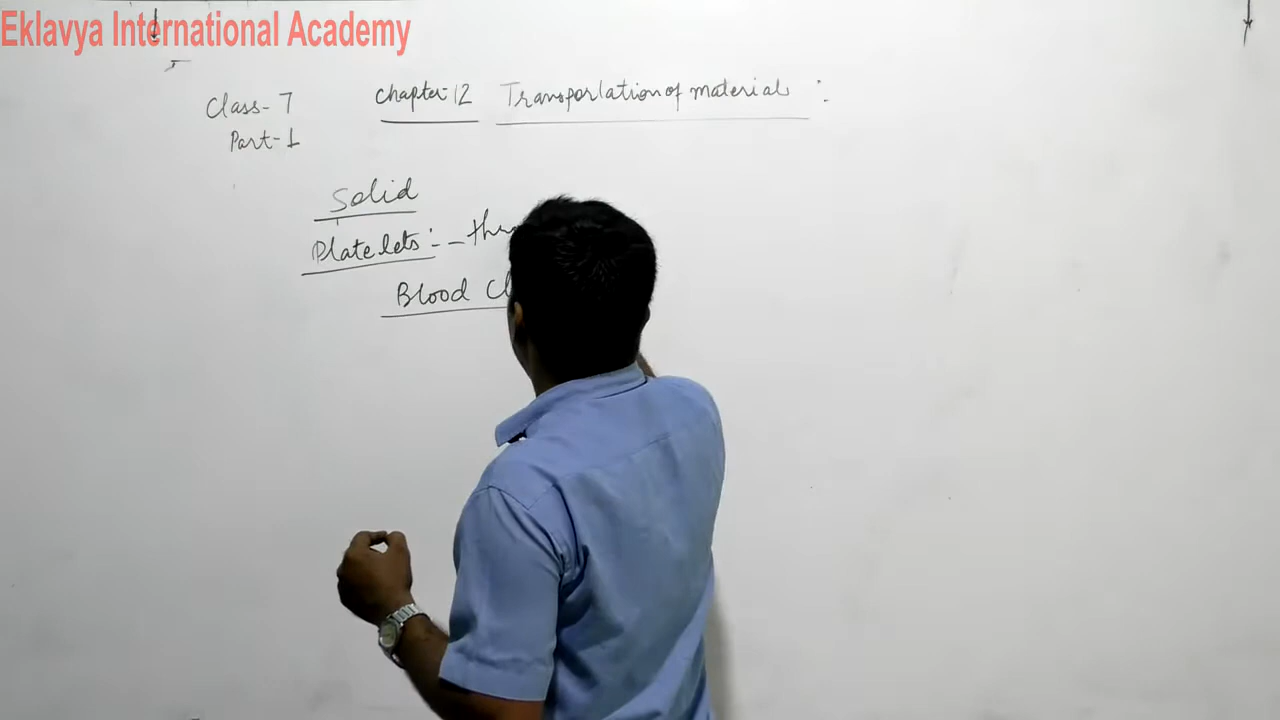 Eklavya International Academy
Class-7 Chapter-12 Transportation of materials :
Part-1
Solid
Platelets:-
Blood